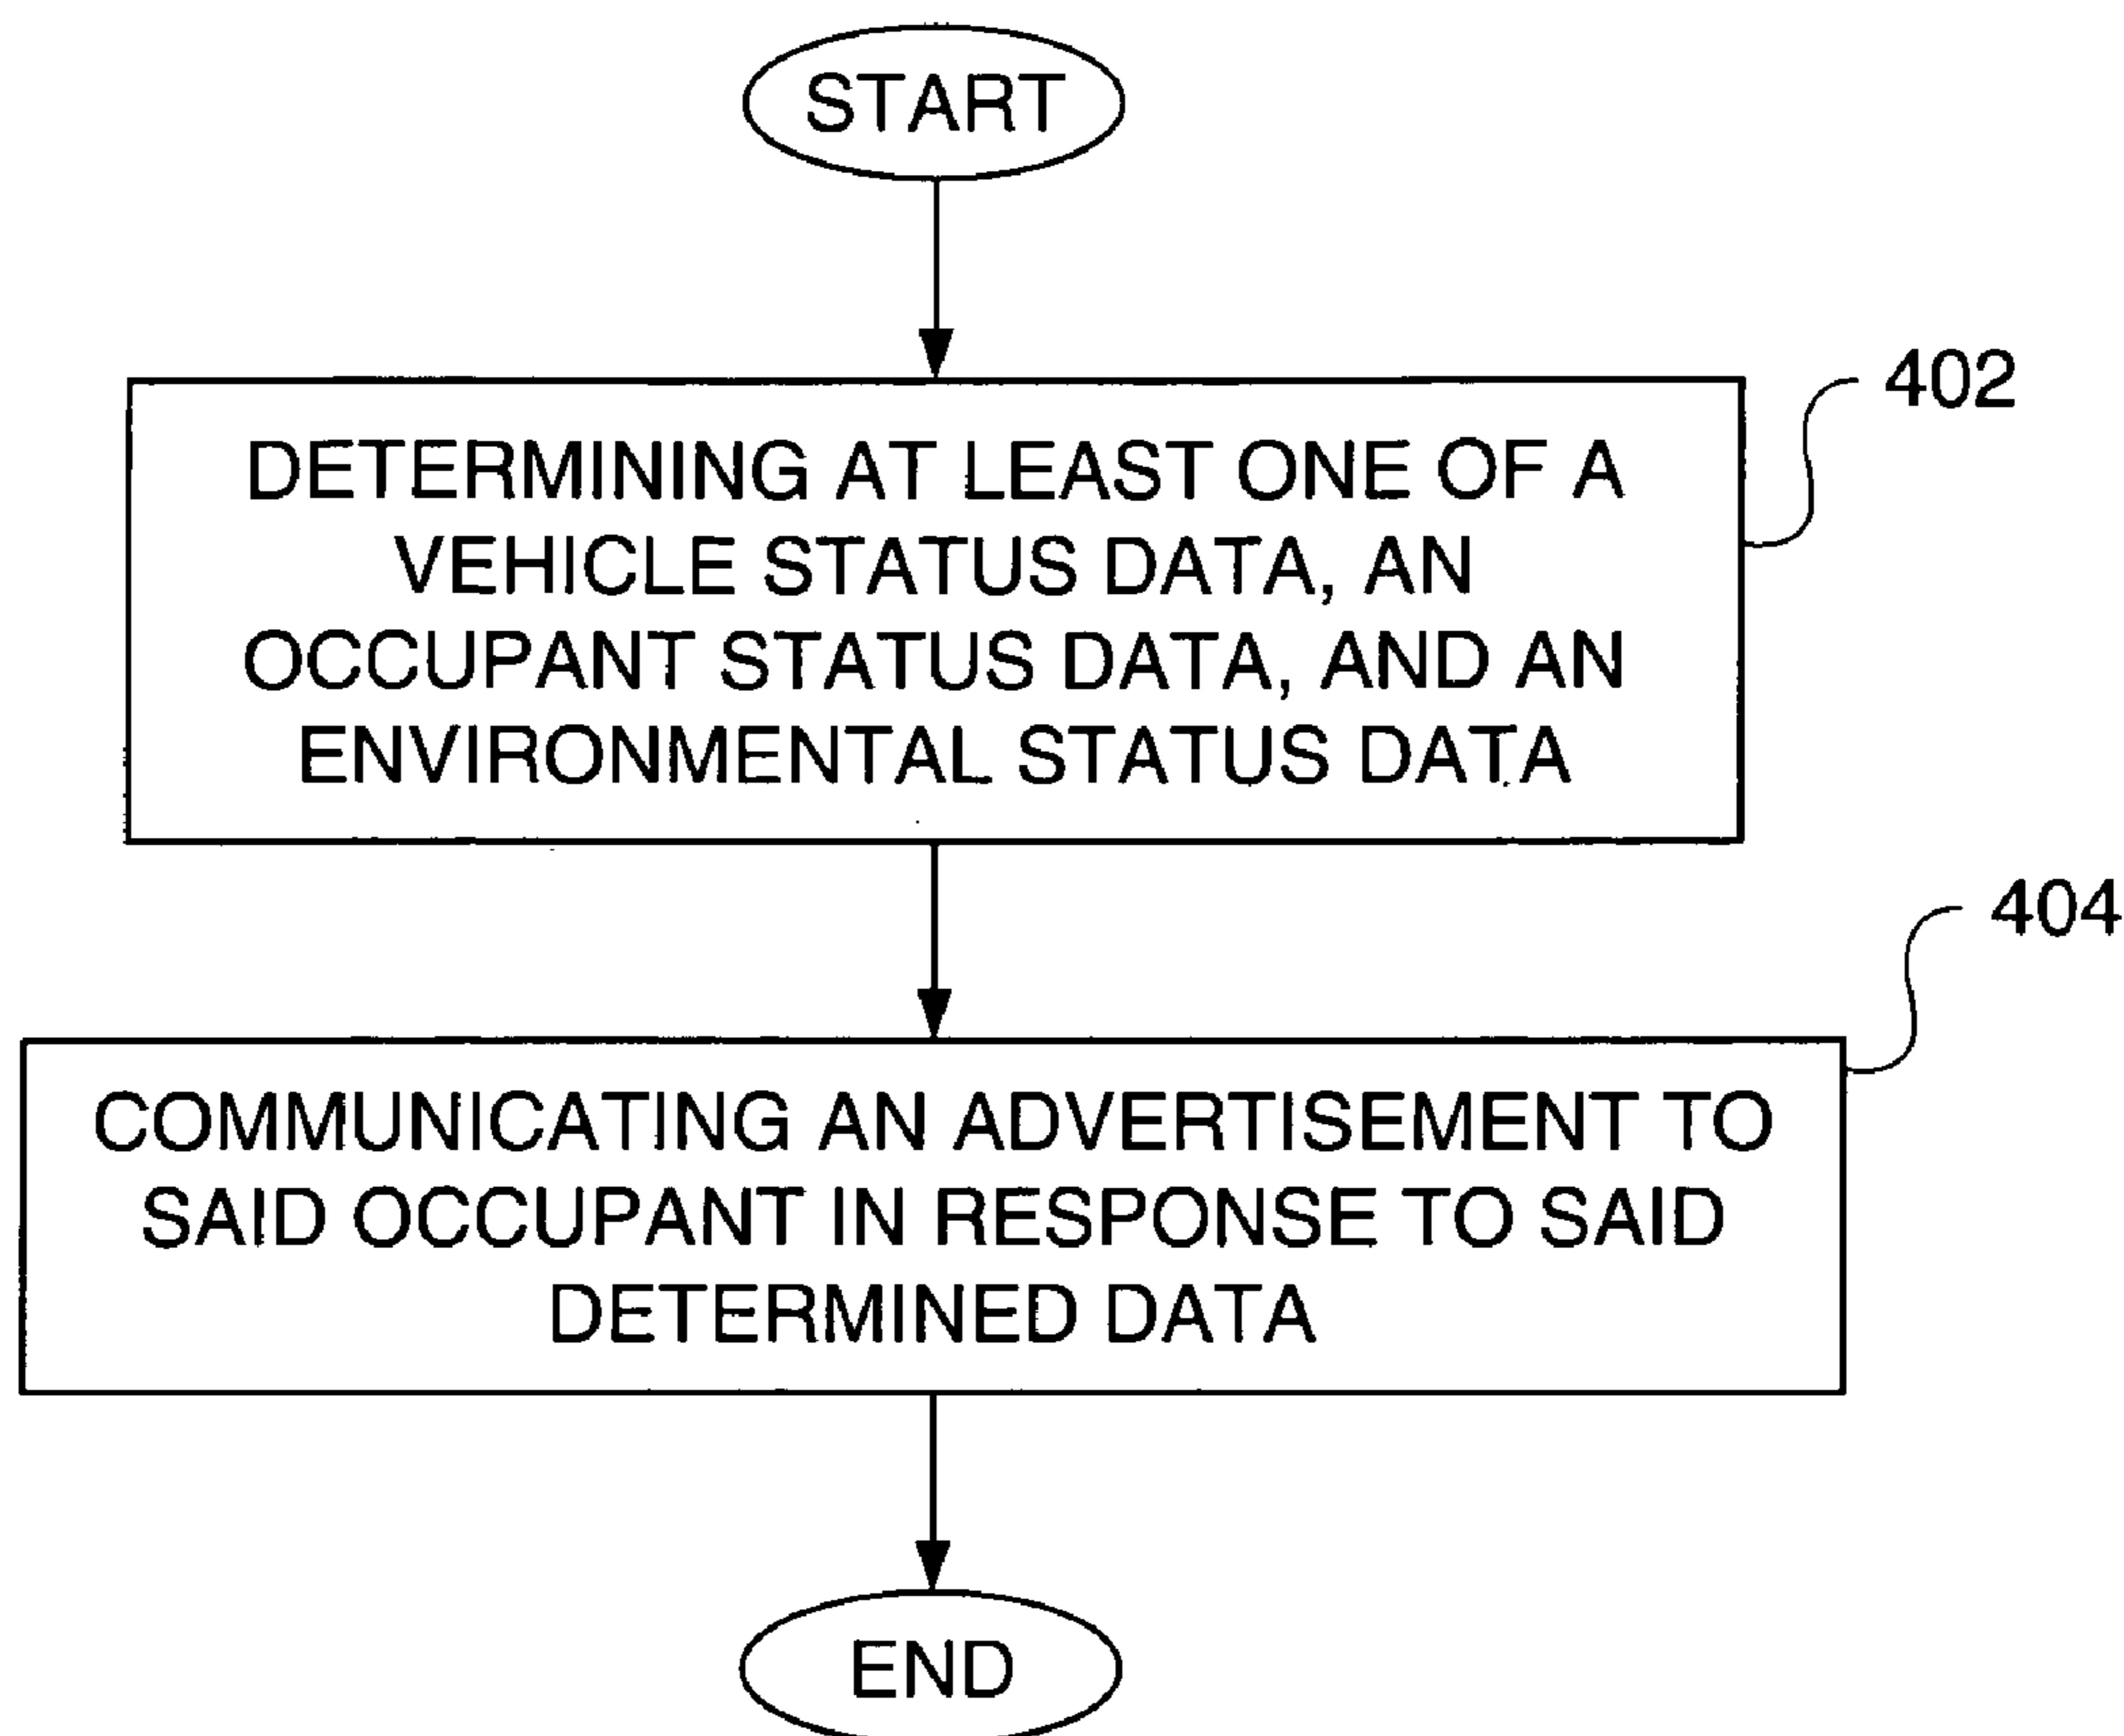 START
402
DETERMINING AT LEAST ONE OF A
VEHICLE STATUS DATA, AN
OCCUPANT STATUS DATA, AND AN
ENVIRONMENTAL STATUS DATA
404
COMMUNICATING AN ADVERTISEMENT TO
SAID OCCUPANT IN RESPONSE TO SAID
DETERMINED DATA
END